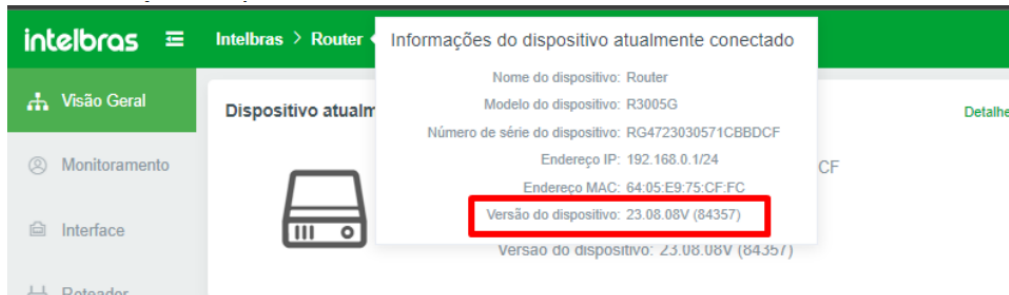 intelbras
Intelbras > Router
Informações do dispositivo atualmente conectado
Nome do dispositivo: Router
Modelo do dispositivo: R3005G
Número de série do dispositivo: RG4723030571CBBDCF
Endereço IP: 192.168.0.1/24
Endereço MAC: 64:05:E9:75:CF:FC
Versão do dispositivo: 23.08.08V (84357)
Visão Geral
Dispositivo atualm
Detalhe
CF
Monitoramento
Interface
Versão do dispositivo: 23.08.08V (84357)
Roteador